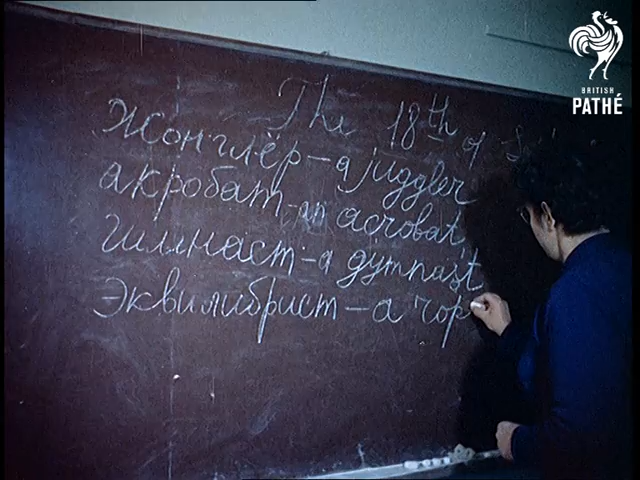 The 18th of
Жонглёр – a juggler
акробат – an acrobat,
гимнаст – a gymnast
эквилибрист – a rop
BRITISH
PATHÉ